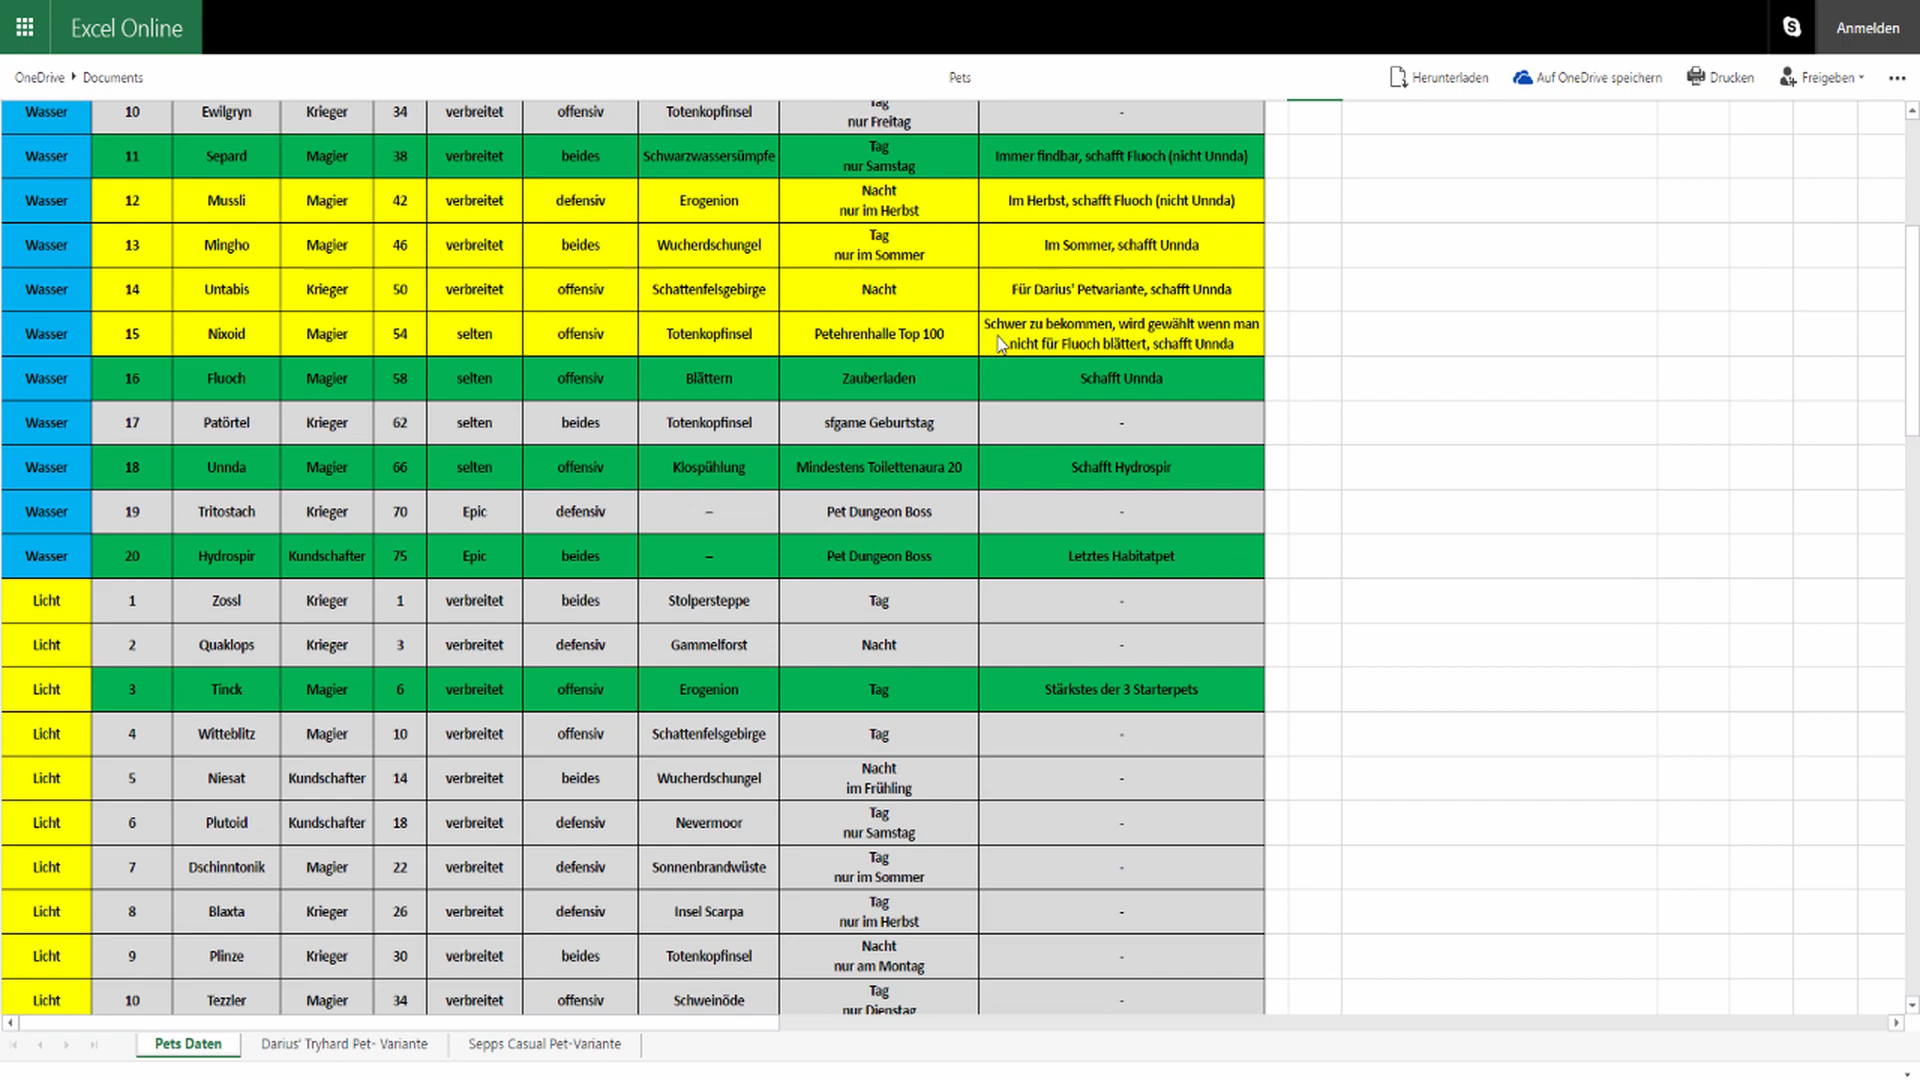 Excel Online
Anmelden
OneDrive Documents Pets Herunterladen Auf OneDrive speichern Drucken Freigeben
Wasser 10 Ewilgryn Krieger 34 verbreitet offensiv Totenkopfinsel Tag -
nur Freitag
Wasser 11 Separd Magier 38 verbreitet beides Schwarzwassersümpfe Tag Immer findbar, schafft Fluoch (nicht Unnda)
nur Samstag
Wasser 12 Mussli Magier 42 verbreitet defensiv Erogenion Nacht Im Herbst, schafft Fluoch (nicht Unnda)
nur im Herbst
Wasser 13 Mingho Magier 46 verbreitet beides Wucherdschungel Tag Im Sommer, schafft Unnda
nur im Sommer
Wasser 14 Untabis Krieger 50 verbreitet offensiv Schattenfelsgebirge Nacht Für Darius' Petvariante, schafft Unnda
Wasser 15 Nixoid Magier 54 selten offensiv Totenkopfinsel Petehrenhalle Top 100 Schwer zu bekommen, wird gewählt wenn man
nicht für Fluoch blättert, schafft Unnda
Wasser 16 Fluoch Magier 58 selten offensiv Blättern Zauberladen Schafft Unnda
Wasser 17 Patörtel Krieger 62 selten beides Totenkopfinsel sfgame Geburtstag -
Wasser 18 Unnda Magier 66 selten offensiv Klospühlung Mindestens Toilettenaura 20 Schafft Hydrospir
Wasser 19 Tritostach Krieger 70 Epic defensiv – Pet Dungeon Boss -
Wasser 20 Hydrospir Kundschafter 75 Epic beides – Pet Dungeon Boss Letztes Habitatpet
Licht 1 Zossl Krieger 1 verbreitet beides Stolpersteppe Tag -
Licht 2 Quaklops Krieger 3 verbreitet defensiv Gammelforst Nacht -
Licht 3 Tinck Magier 6 verbreitet offensiv Erogenion Tag Stärkstes der 3 Starterpets
Licht 4 Witteblitz Magier 10 verbreitet offensiv Schattenfelsgebirge Tag -
Licht 5 Niesat Kundschafter 14 verbreitet beides Wucherdschungel Nacht -
im Frühling
Licht 6 Plutoid Kundschafter 18 verbreitet defensiv Nevermoor Tag -
nur Samstag
Licht 7 Dschinntonik Magier 22 verbreitet defensiv Sonnenbrandwüste Tag -
nur im Sommer
Licht 8 Blaxta Krieger 26 verbreitet defensiv Insel Scarpa Tag -
nur im Herbst
Licht 9 Plinze Krieger 30 verbreitet beides Totenkopfinsel Nacht -
nur am Montag
Licht 10 Tezzler Magier 34 verbreitet offensiv Schweinöde Tag -
nur Dienstag
Pets Daten Darius' Tryhard Pet- Variante Sepps Casual Pet-Variante